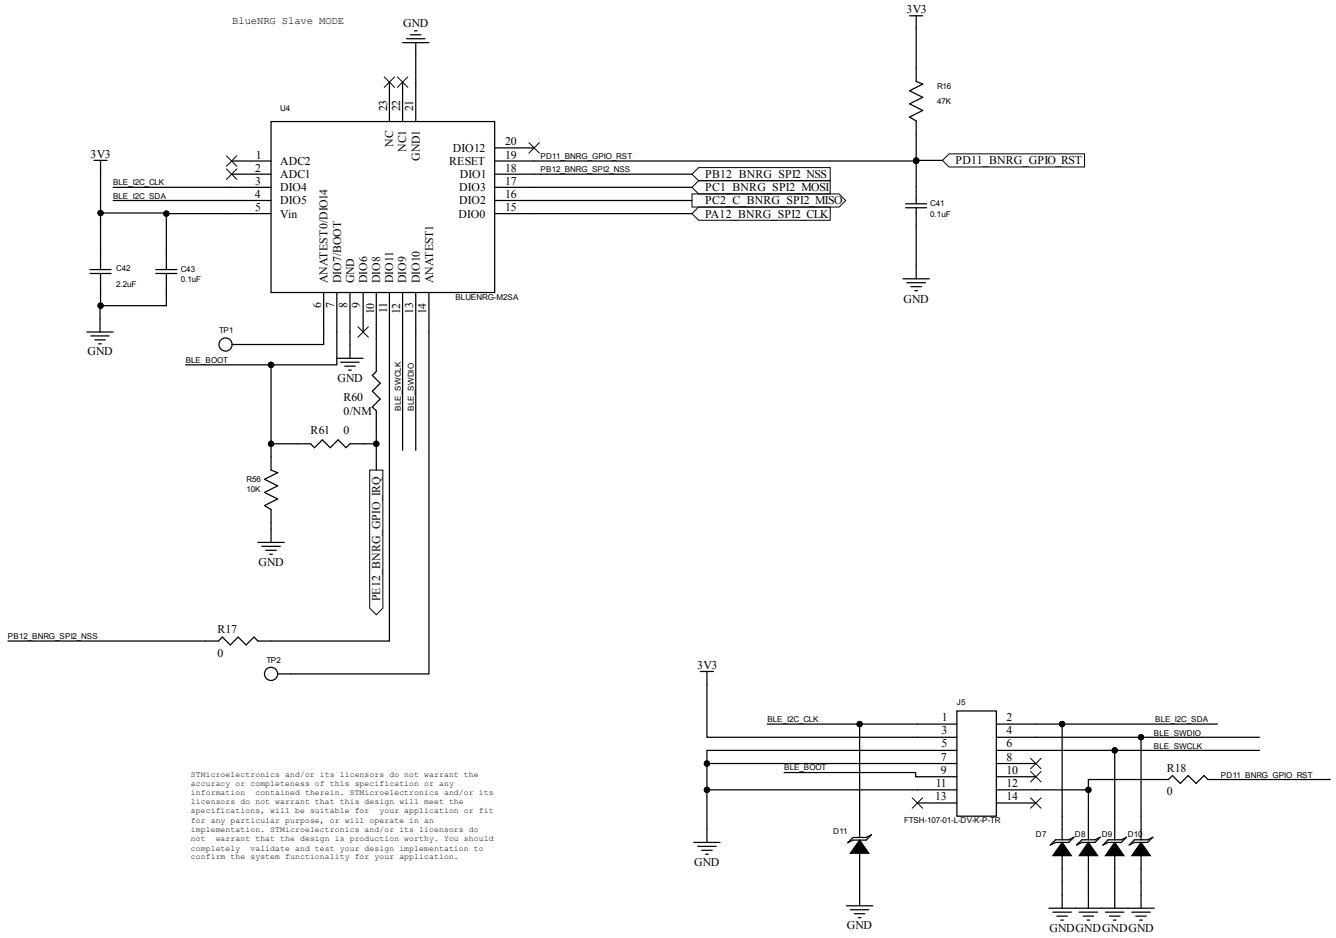 BlueNRG Slave MODE
GND
3V3
U4
R16
47K
23
22
21
NC
NC1
GND1
3V3
1 ADC2
2 ADC1
BLE_I2C_CLK 3 DIO4
BLE_I2C_SDA 4 DIO5
5 Vin
DIO12 20
RESET 19 PD11_BNRG_GPIO_RST
PD11_BNRG_GPIO_RST
DIO1 18 PB12_BNRG_SPI2_NSS PB12_BNRG_SPI2_NSS
DIO3 17 PC1_BNRG_SPI2_MOSI
DIO2 16 PC2_C_BNRG_SPI2_MISO
DIO0 15 PA12_BNRG_SPI2_CLK
C41
0.1uF
GND
ANATEST0/DIO14
DIO7/BOOT
GND
DIO6
DIO8
DIO11
DIO9
DIO10
ANATEST1
6
7
8
9
10
11
12
13
14
BLUENRG-M2SA
C42
2.2uF
C43
0.1uF
GND
TP1
BLE_BOOT
GND
R60
0/NM
BLE_SWCLK
BLE_SWDIO
R61 0
R56
10K
GND
PE12_BNRG_GPIO_IRQ
PB12_BNRG_SPI2_NSS
R17
0
TP2
3V3
J5
BLE_I2C_CLK 1 2 BLE_I2C_SDA
3 4 BLE_SWDIO
5 6 BLE_SWCLK
7 8
BLE_BOOT 9 10
11 12
13 14
R18
0
PD11_BNRG_GPIO_RST
FTSH-107-01-L-DV-K-P-TR
GND
D11
GND
D7
D8
D9
D10
GND
GND
GND
GND
STMicroelectronics and/or its licensors do not warrant the
accuracy or completeness of this specification or any
information contained therein. STMicroelectronics and/or its
licensors do not warrant that this design will meet the
specifications, will be suitable for your application or fit
for any particular purpose, or will operate in an
implementation. STMicroelectronics and/or its licensors do
not warrant that the design is production worthy. You should
completely validate and test your design implementation to
confirm the system functionality for your application.